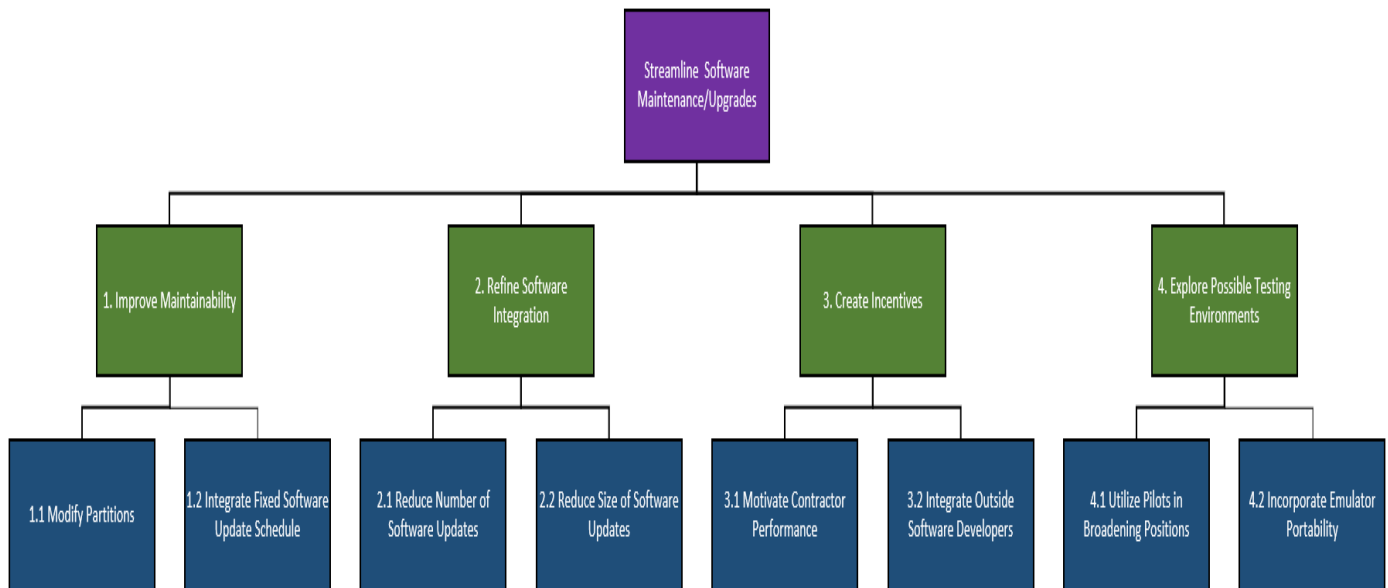 Streamline Software
Maintenance/Upgrades
1. Improve Maintainability
2. Refine Software
Integration
3. Create Incentives
4. Explore Possible Testing
Environments
1.1 Modify Partitions
1.2 Integrate Fixed Software
Update Schedule
2.1 Reduce Number of
Software Updates
2.2 Reduce Size of Software
Updates
3.1 Motivate Contractor
Performance
3.2 Integrate Outside
Software Developers
4.1 Utilize Pilots in
Broadening Positions
4.2 Incorporate Emulator
Portability